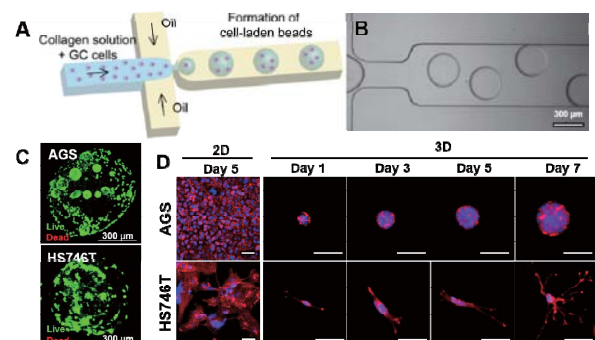 A
Oil
Collagen solution
+ GC cells
Oil
Formation of
cell-laden beads
B
300 μm
C
AGS
Live
Dead
300 μm
HS746T
Live
Dead
300 μm
D
2D
3D
Day 5
Day 1
Day 3
Day 5
Day 7
AGS
HS746T